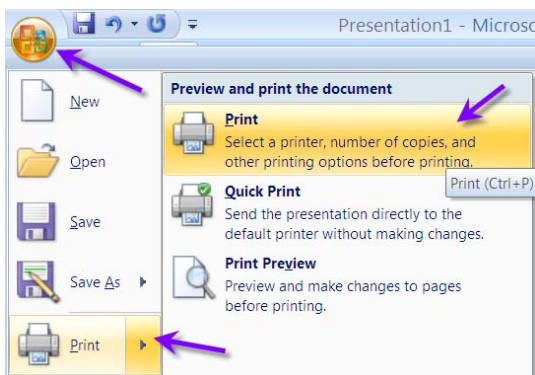 Presentation1 - Microso
New
Open
Save
Save As
Print
Preview and print the document
Print
Select a printer, number of copies, and
other printing options before printing.
Print (Ctrl+P)
Quick Print
Send the presentation directly to the
default printer without making changes.
Print Preview
Preview and make changes to pages
before printing.